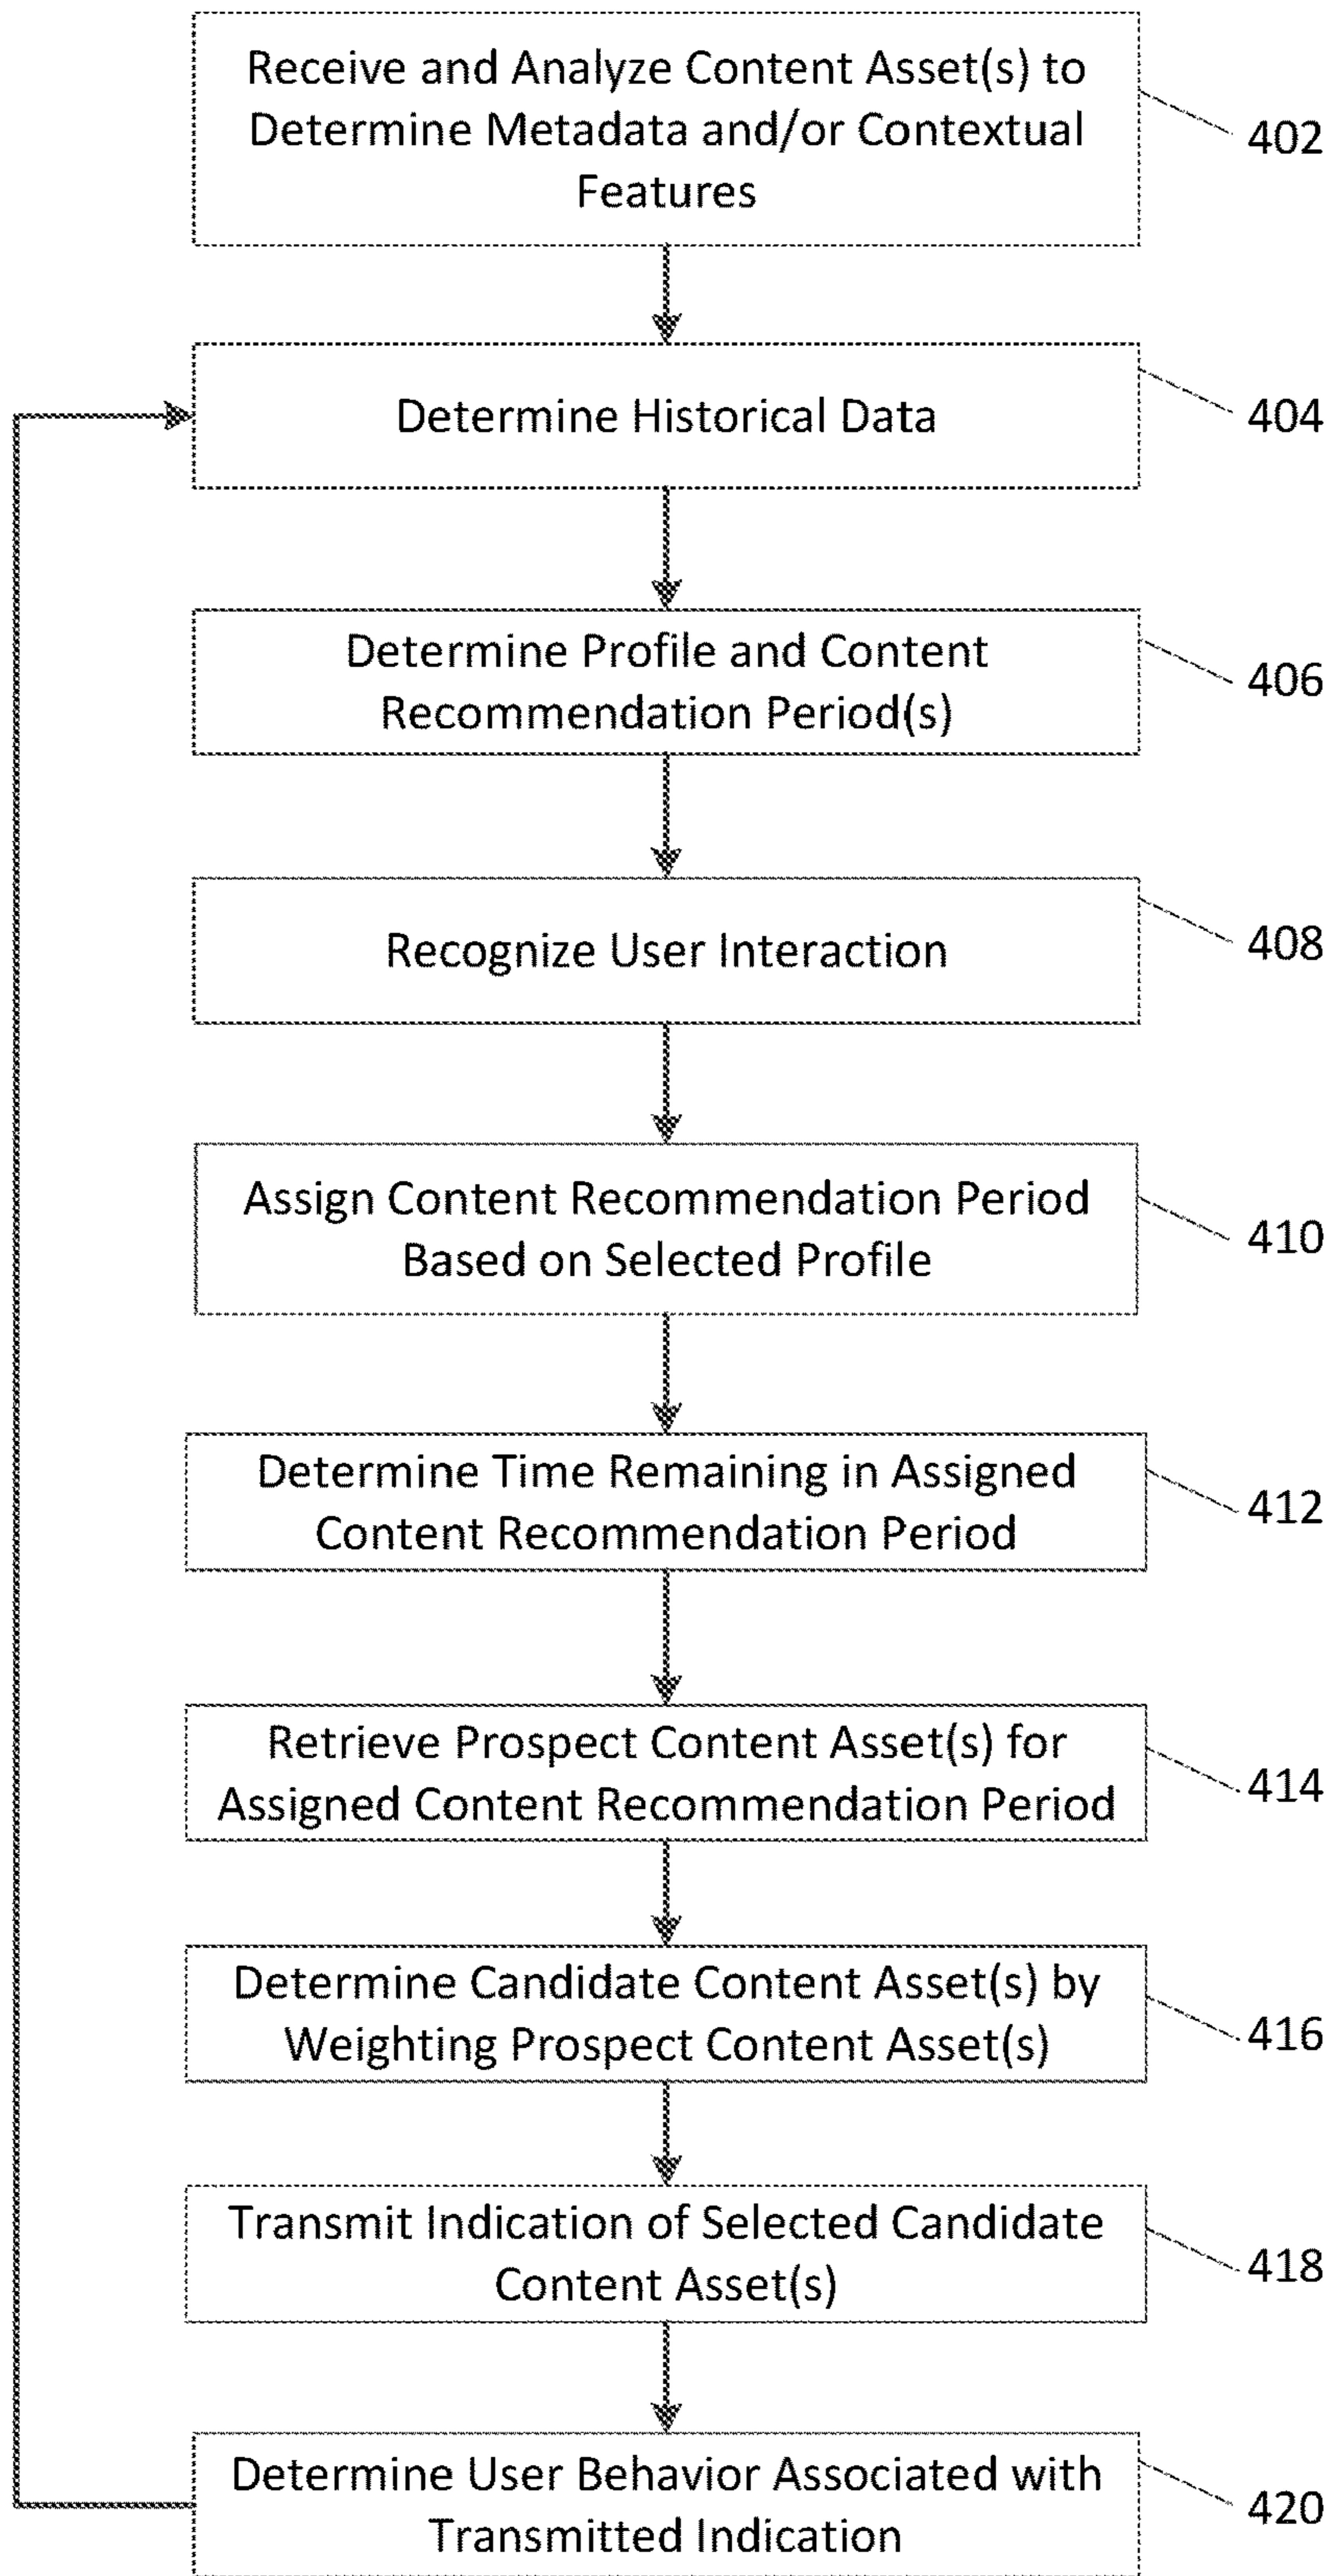 Receive and Analyze Content Asset(s) to
Determine Metadata and/or Contextual
Features
402
Determine Historical Data
404
Determine Profile and Content
Recommendation Period(s)
406
Recognize User Interaction
408
Assign Content Recommendation Period
Based on Selected Profile
410
Determine Time Remaining in Assigned
Content Recommendation Period
412
Retrieve Prospect Content Asset(s) for
Assigned Content Recommendation Period
414
Determine Candidate Content Asset(s) by
Weighting Prospect Content Asset(s)
416
Transmit Indication of Selected Candidate
Content Asset(s)
418
Determine User Behavior Associated with
Transmitted Indication
420